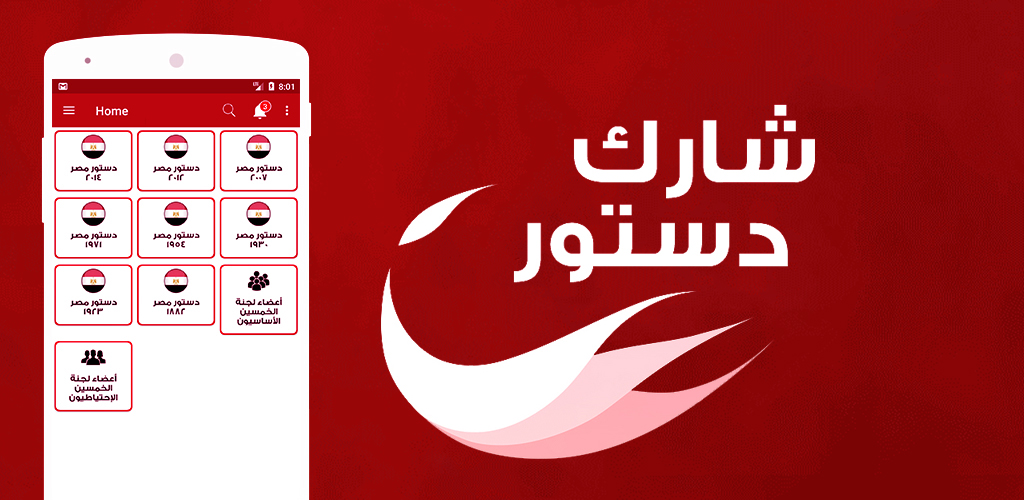 8:01
Home
3
دستور مصر
٢٠١٤
دستور مصر
٢٠١٢
دستور مصر
٢٠٠٧
دستور مصر
١٩٧١
دستور مصر
١٩٥٤
دستور مصر
١٩٣٠
دستور مصر
١٩٢٣
دستور مصر
١٨٨٢
أعضاء لجنة
الخمسين
الأساسيون
أعضاء لجنة
الخمسين
الإحتياطيون
شارك
دستور